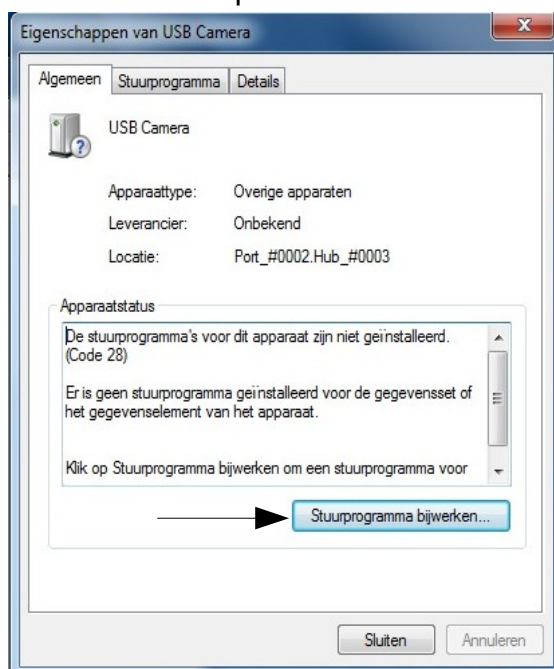 Eigenschappen van USB Camera
Algemeen Stuurprogramma Details
USB Camera
Apparaattype: Overige apparaten
Leverancier: Onbekend
Locatie: Port_#0002.Hub_#0003
Apparaatstatus
De stuurprogramma's voor dit apparaat zijn niet geïnstalleerd.
(Code 28)
Er is geen stuurprogramma geïnstalleerd voor de gegevensset of
het gegevenselement van het apparaat.
Klik op Stuurprogramma bijwerken om een stuurprogramma voor
Stuurprogramma bijwerken...
Sluiten Annuleren